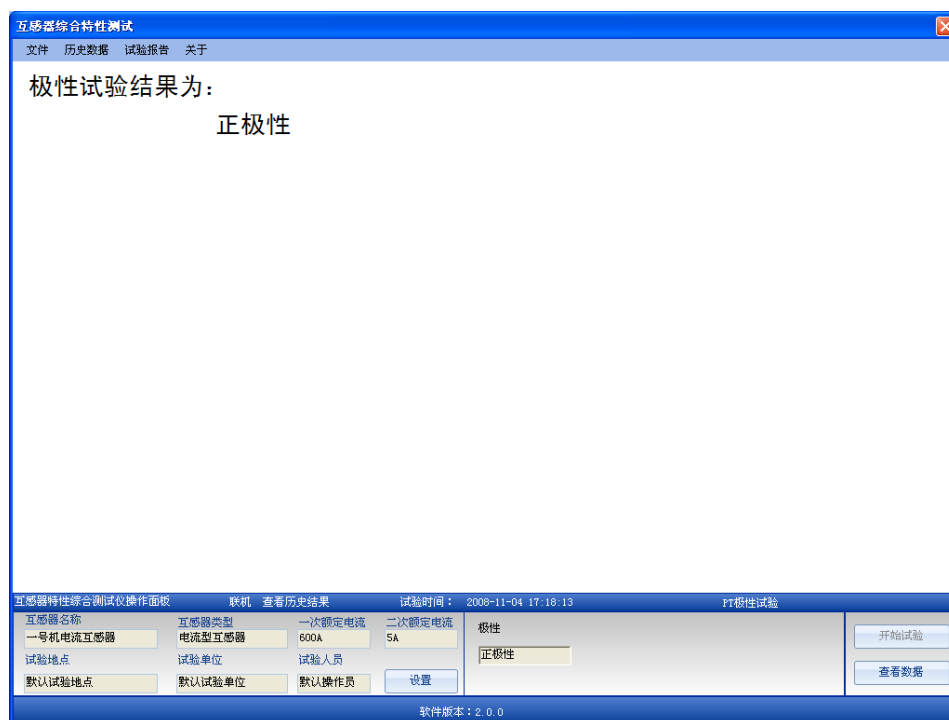 互感器综合特性测试
文件 历史数据 试验报告 关于
极性试验结果为:
正极性
互感器特性综合测试仪操作面板 联机 查看历史结果 试验时间: 2008-11-04 17:18:13 PT极性试验
互感器名称 互感器类型 一次额定电流 二次额定电流
一号机电流互感器 电流型互感器 600A 5A
试验地点 试验单位 试验人员
默认试验地点 默认试验单位 默认操作员 设置
极性
正极性
开始试验
查看数据
软件版本:2.0.0